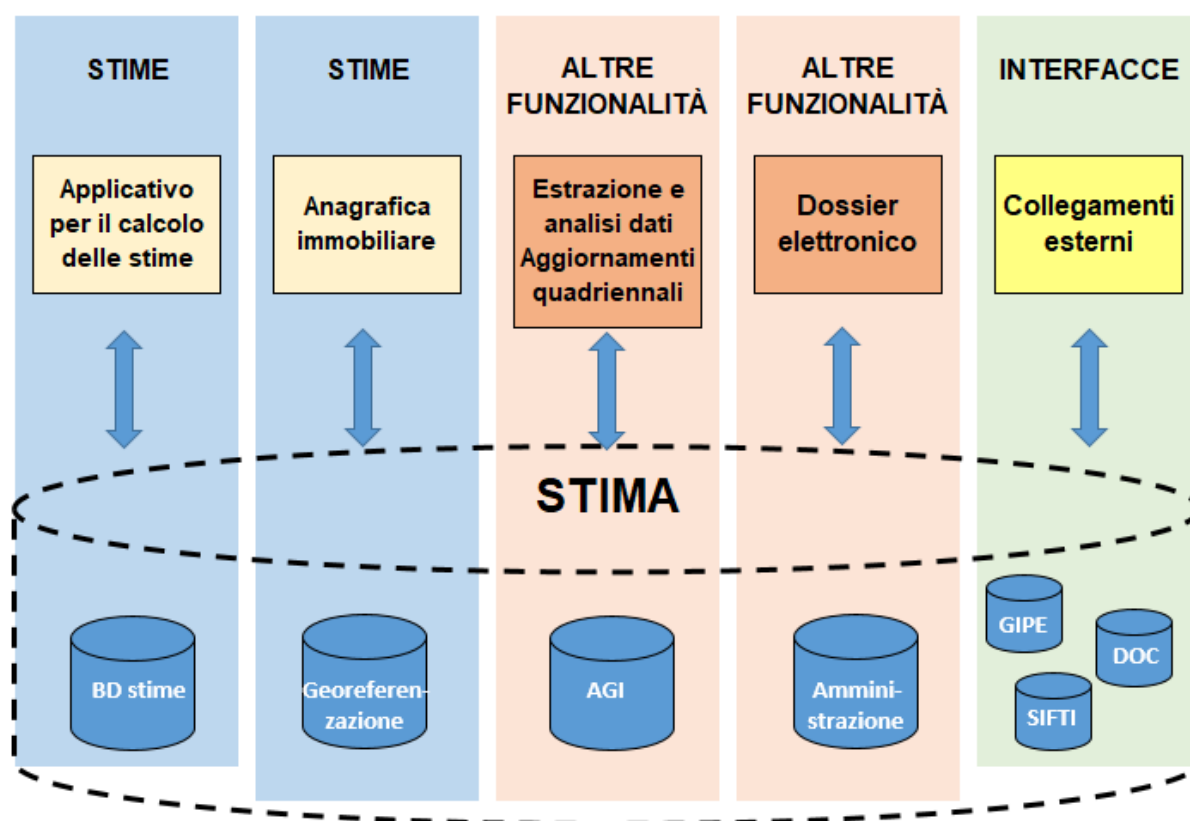 STIME
Applicativo
per il calcolo
delle stime
BD stime
STIME
Anagrafica
immobiliare
Georeferen-
zazione
ALTRE
FUNZIONALITÀ
Estrazione e
analisi dati
Aggiornamenti
quadriennali
AGI
ALTRE
FUNZIONALITÀ
Dossier
elettronico
Ammini-
strazione
INTERFACCE
Collegamenti
esterni
GIPE
DOC
SIFTI
STIMA